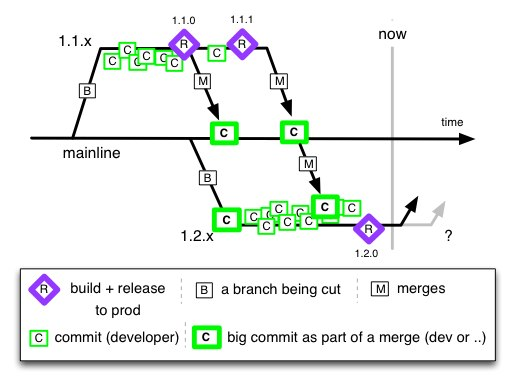 1.1.0
1.1.1
now
1.1.x
R
R
C
C
C
C
C
C
C
B
M
M
C
C
time
mainline
M
B
C
C
C
C
C
C
C
C
C
C
1.2.x
R
?
1.2.0
R build + release to prod
B a branch being cut
M merges
C commit (developer)
C big commit as part of a merge (dev or ..)